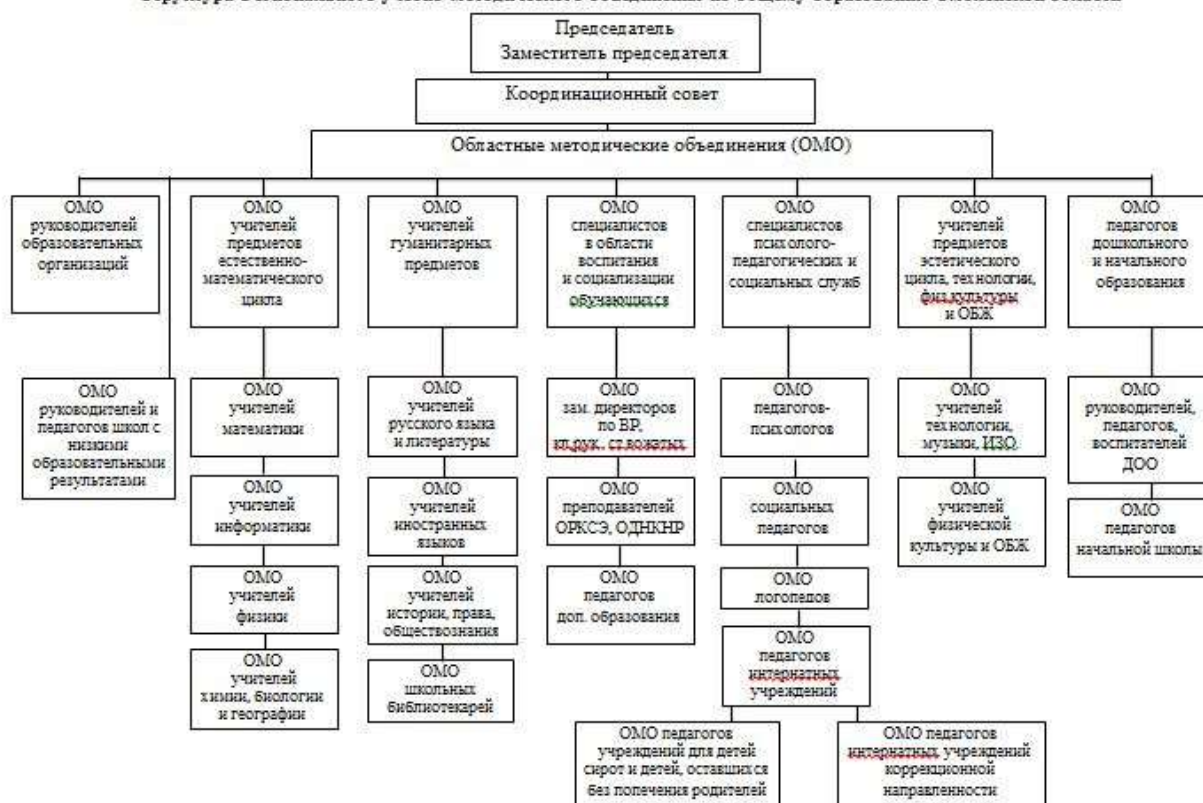 Председатель
Заместитель председателя
Координационный совет
Областные методические объединения (ОМО)
ОМО
руководителей
образовательных
организаций
ОМО
учителей
предметов
естественно-
математического
цикла
ОМО
учителей
гуманитарных
предметов
ОМО
специалистов
в области
воспитания
и социализации
обучающихся
ОМО
специалистов
психолого-
педагогических и
социальных служб
ОМО
учителей
предметов
эстетического
цикла, технологии,
физ.культуры
и ОБЖ
ОМО
педагогов
дошкольного
и начального
образования
ОМО
руководителей и
педагогов школ с
низкими
образовательными
результатами
ОМО
учителей
математики
ОМО
учителей
русского языка
и литературы
ОМО
зам. директоров
по ВР,
кл.рук., ст.вожатых
ОМО
педагогов-
психологов
ОМО
учителей
технологии,
музыки, ИЗО
ОМО
руководителей,
педагогов,
воспитателей
ДОО
ОМО
учителей
информатики
ОМО
учителей
иностранных
языков
ОМО
преподавателей
ОРКСЭ, ОДНКНР
ОМО
социальных
педагогов
ОМО
учителей
физической
культуры и ОБЖ
ОМО
педагогов
начальной школы
ОМО
учителей
физики
ОМО
учителей
истории, права,
обществознания
ОМО
педагогов
доп. образования
ОМО
логопедов
ОМО
педагогов
интернатных
учреждений
ОМО
учителей
химии, биологии
и географии
ОМО
школьных
библиотекарей
ОМО педагогов
учреждений для детей
сирот и детей, оставшихся
без попечения родителей
ОМО педагогов
интернатных учреждений
коррекционной
направленности